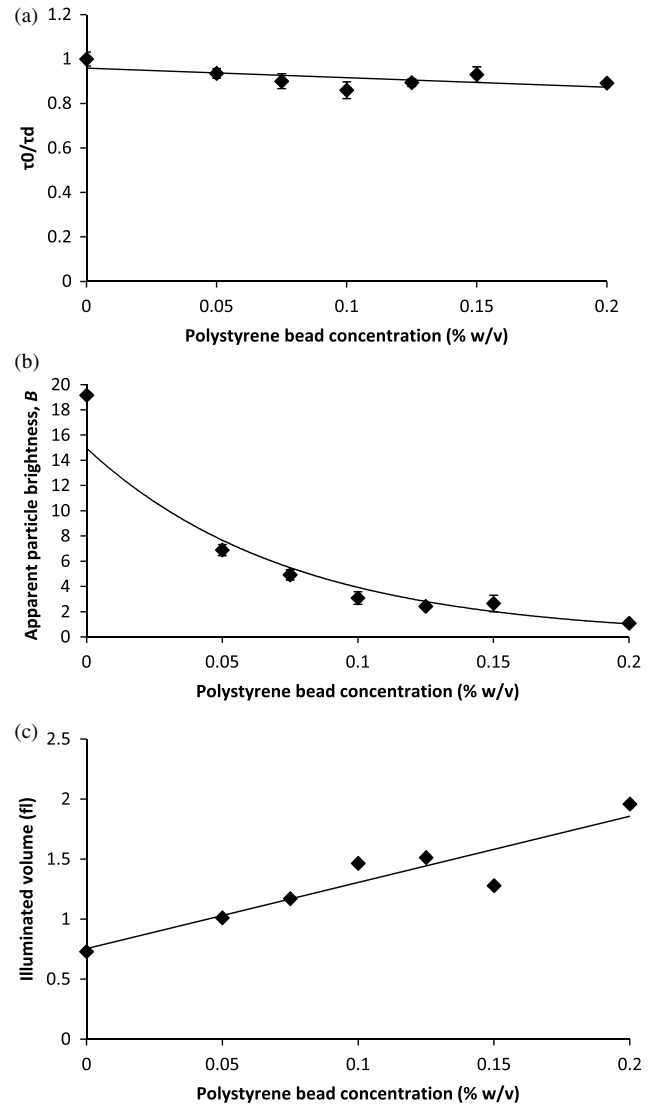 (a)
1.2
1
0.8
0.6
0.4
0.2
0
τ0/τd
0 0.05 0.1 0.15 0.2
Polystyrene bead concentration (% w/v)
(b)
20
18
16
14
12
10
8
6
4
2
0
Apparent particle brightness, B
0 0.05 0.1 0.15 0.2
Polystyrene bead concentration (% w/v)
(c)
2.5
2
1.5
1
0.5
0
Illuminated volume (fl)
0 0.05 0.1 0.15 0.2
Polystyrene bead concentration (% w/v)